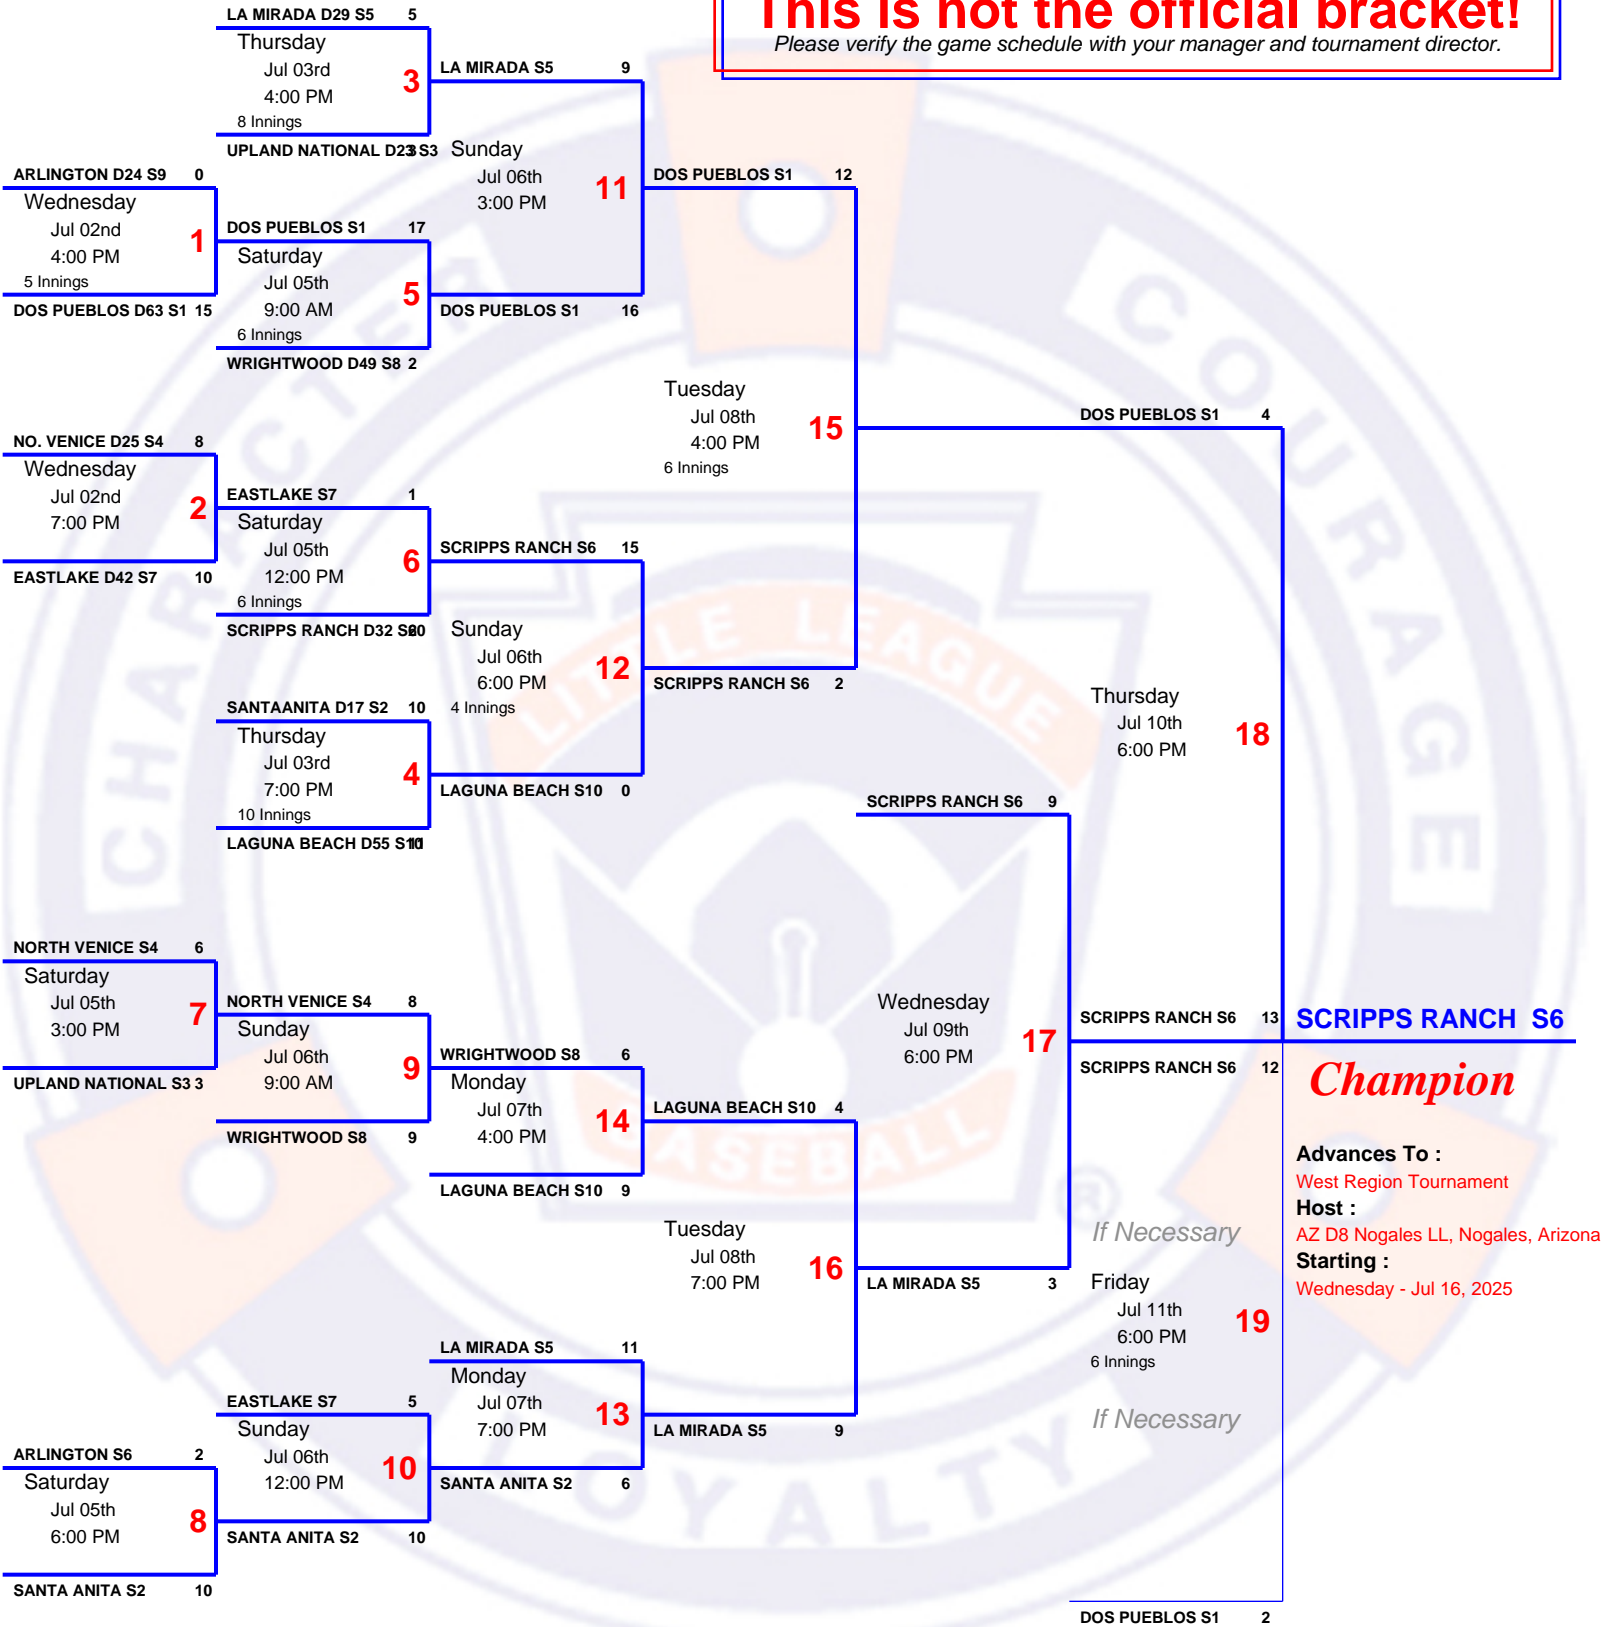 This is not the official bracket!
Please verify the game schedule with your manager and tournament director.
LA MIRADA D29 S5 5
Thursday
Jul 03rd
4:00 PM
8 Innings
3
UPLAND NATIONAL D23 S3
LA MIRADA S5 9
ARLINGTON D24 S9 0
Wednesday
Jul 02nd
4:00 PM
5 Innings
1
DOS PUEBLOS D63 S1 15
DOS PUEBLOS S1 17
Saturday
Jul 05th
9:00 AM
6 Innings
5
WRIGHTWOOD D49 S8 2
Sunday
Jul 06th
3:00 PM
11
DOS PUEBLOS S1 16
DOS PUEBLOS S1 12
NO. VENICE D25 S4 8
Wednesday
Jul 02nd
7:00 PM
2
EASTLAKE D42 S7 10
EASTLAKE S7 1
Saturday
Jul 05th
12:00 PM
6 Innings
6
SCRIPPS RANCH D32 S6 20
SCRIPPS RANCH S6 15
Sunday
Jul 06th
6:00 PM
4 Innings
12
SANTAANITA D17 S2 10
Thursday
Jul 03rd
7:00 PM
10 Innings
4
LAGUNA BEACH D55 S10 11
LAGUNA BEACH S10 0
SCRIPPS RANCH S6 2
Tuesday
Jul 08th
4:00 PM
6 Innings
15
DOS PUEBLOS S1 4
Thursday
Jul 10th
6:00 PM
18
SCRIPPS RANCH S6 9
NORTH VENICE S4 6
Saturday
Jul 05th
3:00 PM
7
UPLAND NATIONAL S3 3
NORTH VENICE S4 8
Sunday
Jul 06th
9:00 AM
9
WRIGHTWOOD S8 9
WRIGHTWOOD S8 6
Monday
Jul 07th
4:00 PM
14
LAGUNA BEACH S10 9
LAGUNA BEACH S10 4
Tuesday
Jul 08th
7:00 PM
16
Wednesday
Jul 09th
6:00 PM
17
LA MIRADA S5 3
SCRIPPS RANCH S6 13
SCRIPPS RANCH S6 12
SCRIPPS RANCH S6
Champion
Advances To :
West Region Tournament
Host :
AZ D8 Nogales LL, Nogales, Arizona
Starting :
Wednesday - Jul 16, 2025
If Necessary
Friday
Jul 11th
6:00 PM
6 Innings
19
If Necessary
LA MIRADA S5 11
Monday
Jul 07th
7:00 PM
13
SANTA ANITA S2 6
LA MIRADA S5 9
EASTLAKE S7 5
Sunday
Jul 06th
12:00 PM
10
SANTA ANITA S2 10
ARLINGTON S6 2
Saturday
Jul 05th
6:00 PM
8
SANTA ANITA S2 10
DOS PUEBLOS S1 2
CHARACTER
COURAGE
LOYALTY
LITTLE LEAGUE
BASEBALL
®